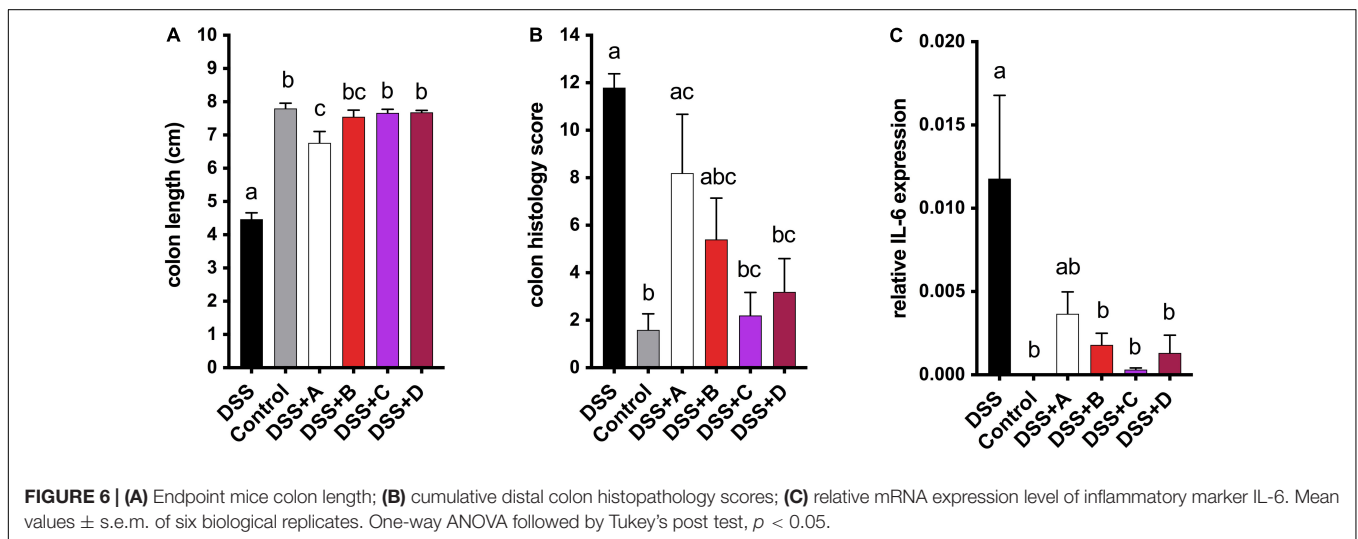 A
colon length (cm)
10
9
8
7
6
5
4
3
2
1
0
a
b
c
bc
b
b
DSS
Control
DSS+A
DSS+B
DSS+C
DSS+D
B
colon histology score
14
12
10
8
6
4
2
0
a
b
ac
abc
bc
bc
DSS
Control
DSS+A
DSS+B
DSS+C
DSS+D
C
relative IL-6 expression
0.020
0.015
0.010
0.005
0.000
a
b
ab
b
b
b
DSS
Control
DSS+A
DSS+B
DSS+C
DSS+D
FIGURE 6 | (A) Endpoint mice colon length; (B) cumulative distal colon histopathology scores; (C) relative mRNA expression level of inflammatory marker IL-6. Mean
values ± s.e.m. of six biological replicates. One-way ANOVA followed by Tukey's post test, p < 0.05.